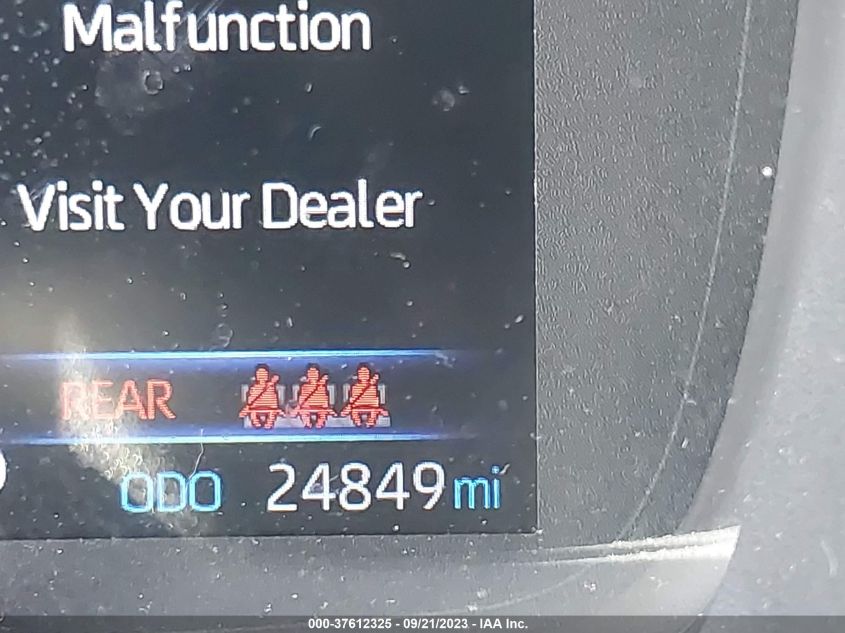 Malfunction
Visit Your Dealer
REAR
ODO 24849 mi
000-37612325 - 09/21/2023 - IAA Inc.